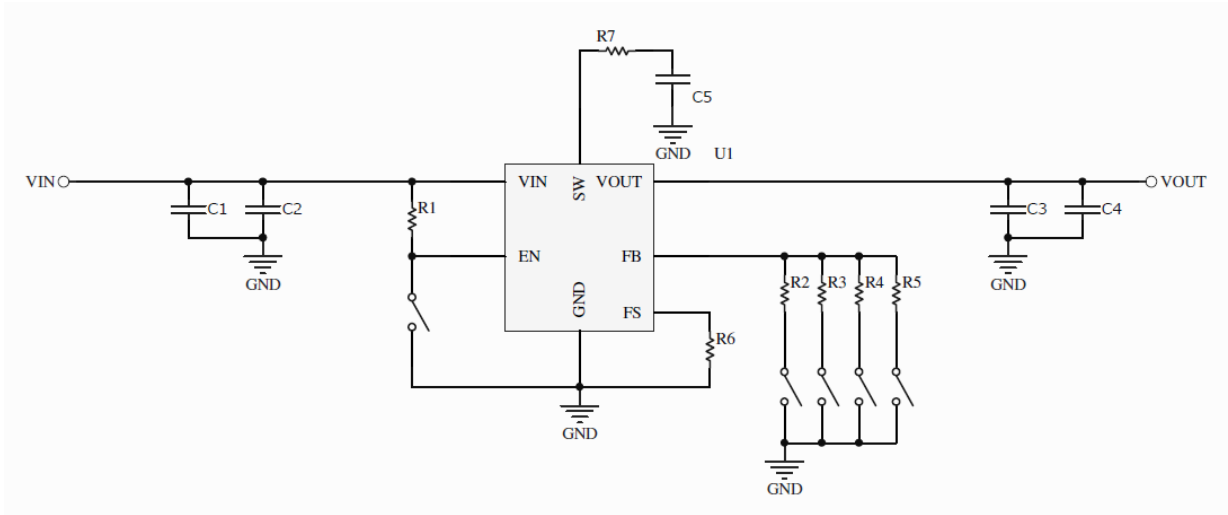 R7
C5
GND U1
VIN VIN SW VOUT VOUT
C1 C2 R1 C3 C4
EN FB
GND R2 R3 R4 R5 GND
GND FS
R6
GND
GND